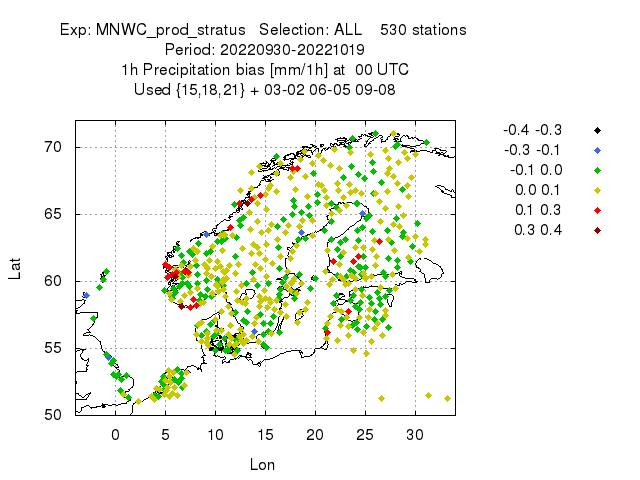 Exp: MNWC_prod_stratus   Selection: ALL    530 stations
Period: 20220930-20221019
1h Precipitation bias [mm/1h] at  00 UTC
Used {15,18,21} + 03-02 06-05 09-08
70
65
60
55
50
Lat
0 5 10 15 20 25 30
Lon
-0.4 -0.3
-0.3 -0.1
-0.1 0.0
0.0 0.1
0.1 0.3
0.3 0.4